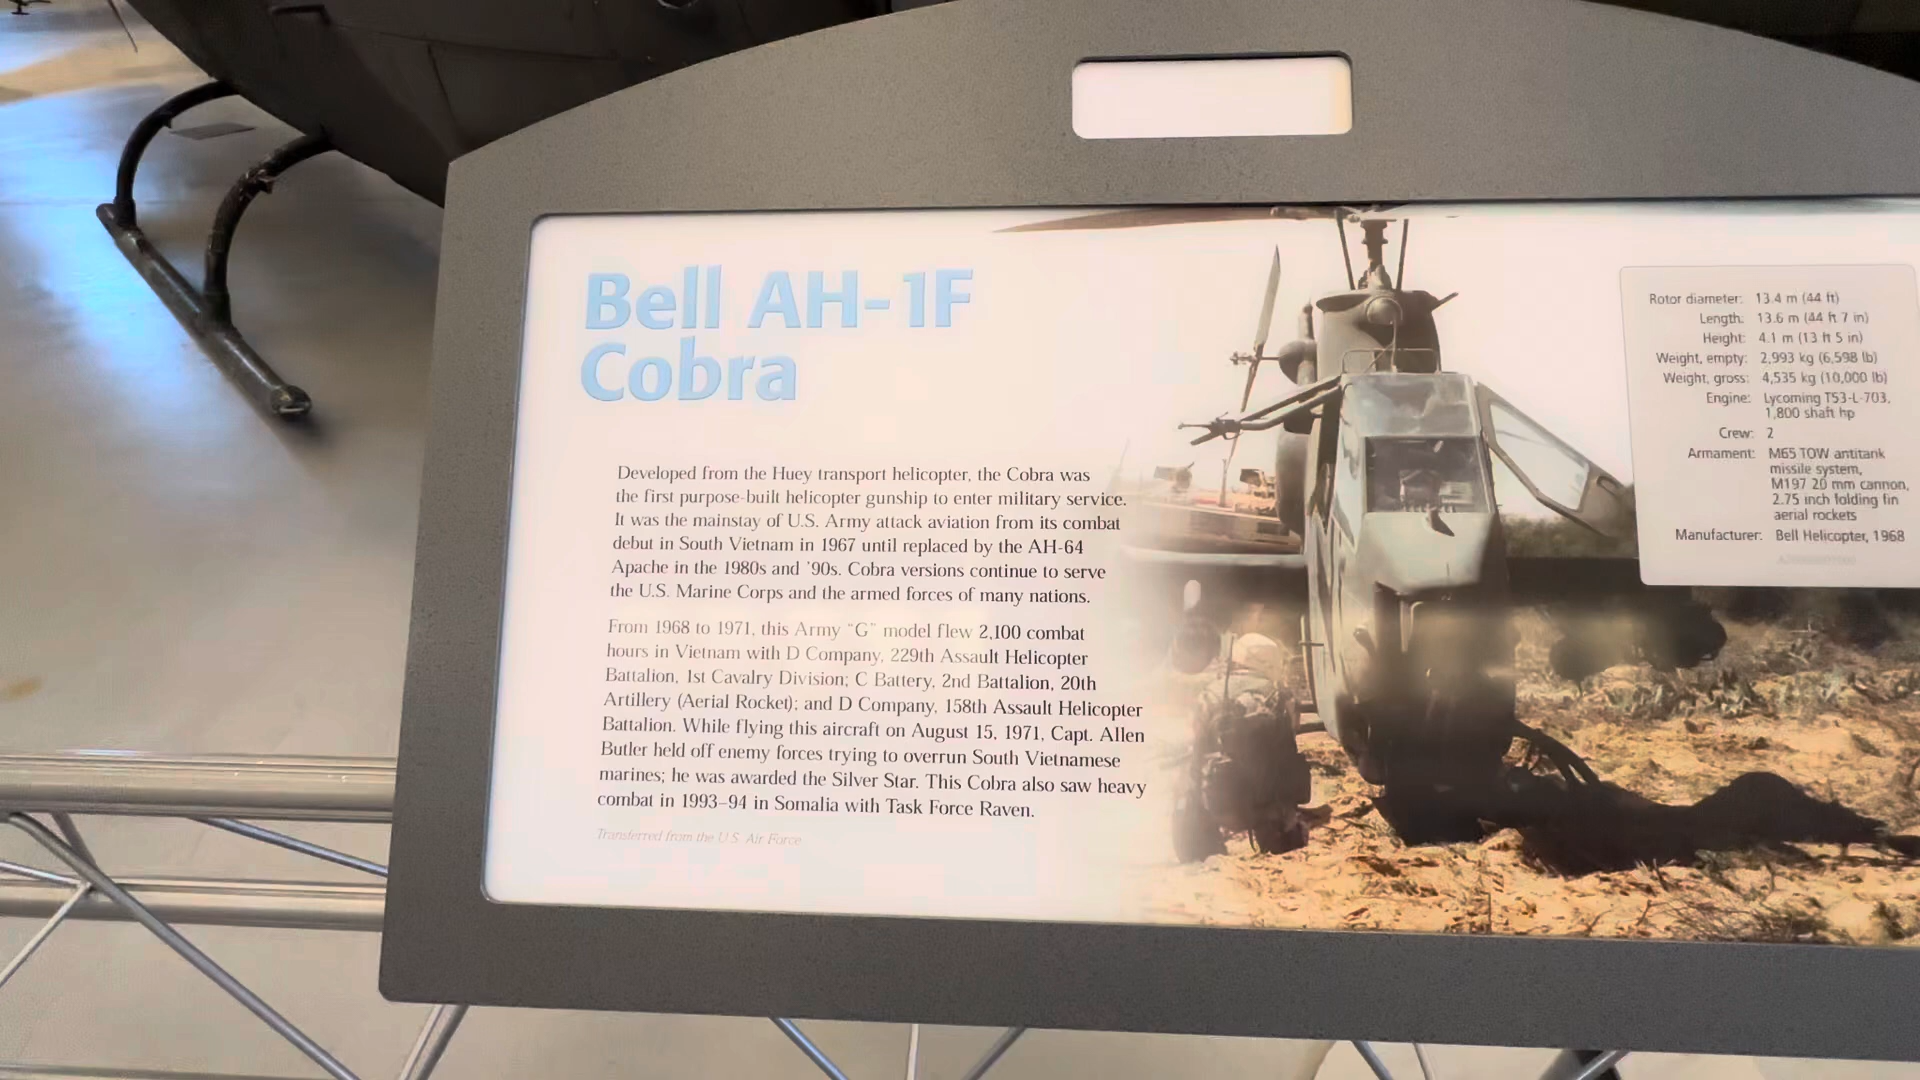 Bell AH-1F
Cobra
Developed from the Huey transport helicopter, the Cobra was
the first purpose-built helicopter gunship to enter military service.
It was the mainstay of U.S. Army attack aviation from its combat
debut in South Vietnam in 1967 until replaced by the AH-64
Apache in the 1980s and ’90s. Cobra versions continue to serve
the U.S. Marine Corps and the armed forces of many nations.
From 1968 to 1971, this Army “G” model flew 2,100 combat
hours in Vietnam with D Company, 229th Assault Helicopter
Battalion, 1st Cavalry Division; C Battery, 2nd Battalion, 20th
Artillery (Aerial Rocket); and D Company, 158th Assault Helicopter
Battalion. While flying this aircraft on August 15, 1971, Capt. Allen
Butler held off enemy forces trying to overrun South Vietnamese
marines; he was awarded the Silver Star. This Cobra also saw heavy
combat in 1993–94 in Somalia with Task Force Raven.
Transferred from the U.S. Air Force
Rotor diameter: 13.4 m (44 ft)
Length: 13.6 m (44 ft 7 in)
Height: 4.1 m (13 ft 5 in)
Weight, empty: 2,993 kg (6,598 lb)
Weight, gross: 4,535 kg (10,000 lb)
Engine: Lycoming T53-L-703,
1,800 shaft hp
Crew: 2
Armament: M65 TOW antitank
missile system,
M197 20 mm cannon,
2.75 inch folding fin
aerial rockets
Manufacturer: Bell Helicopter, 1968